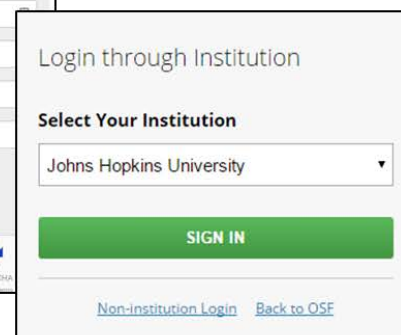 Login through Institution
Select Your Institution
Johns Hopkins University
SIGN IN
Non-institution Login Back to OSF